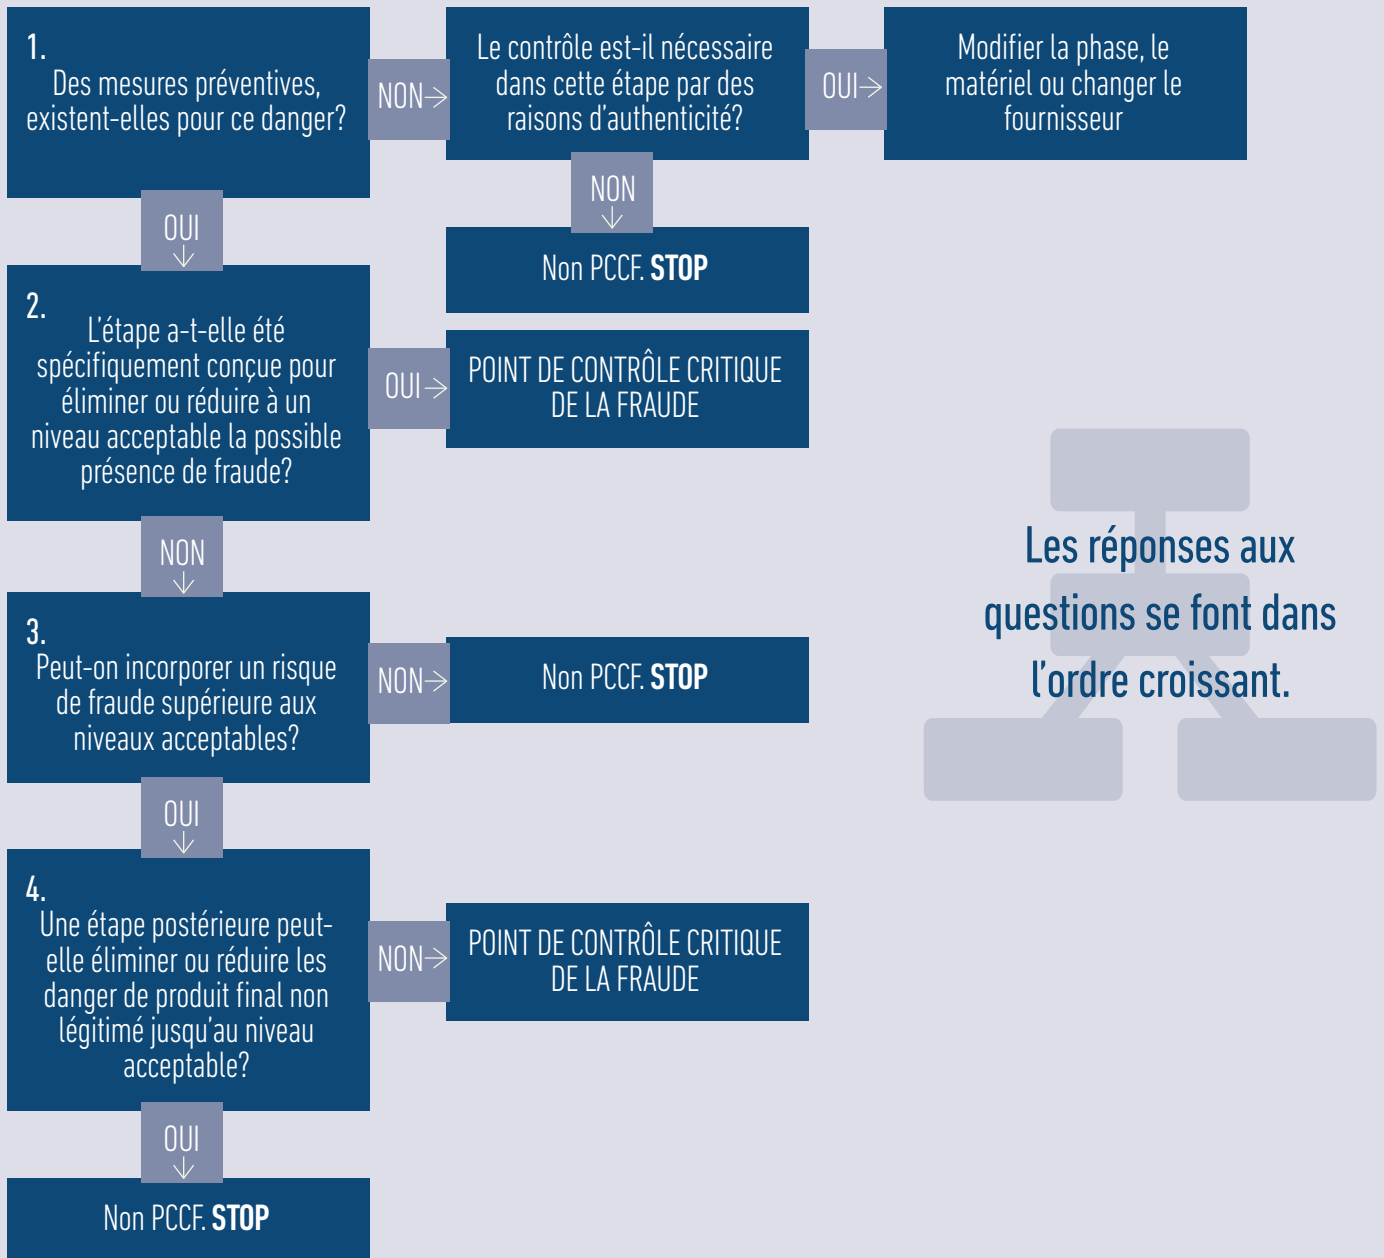 1.
Des mesures préventives,
existent-elles pour ce danger?
NON→
Le contrôle est-il nécessaire
dans cette étape par des
raisons d'authenticité?
OUI→
Modifier la phase, le
matériel ou changer le
fournisseur
OUI
↓
NON
↓
Non PCCF. STOP
2.
L'étape a-t-elle été
spécifiquement conçue pour
éliminer ou réduire à un
niveau acceptable la possible
présence de fraude?
OUI→
POINT DE CONTRÔLE CRITIQUE
DE LA FRAUDE
NON
↓
3.
Peut-on incorporer un risque
de fraude supérieure aux
niveaux acceptables?
NON→
Non PCCF. STOP
OUI
↓
4.
Une étape postérieure peut-
elle éliminer ou réduire les
danger de produit final non
légitimé jusqu'au niveau
acceptable?
NON→
POINT DE CONTRÔLE CRITIQUE
DE LA FRAUDE
OUI
↓
Non PCCF. STOP
Les réponses aux
questions se font dans
l'ordre croissant.